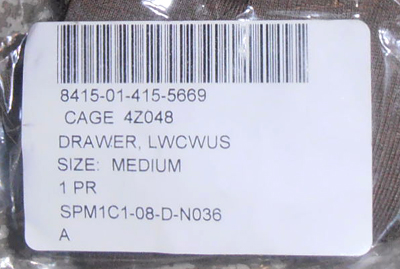 8415-01-415-5669
CAGE 4Z048
DRAWER, LWCWUS
SIZE: MEDIUM
1 PR
SPM1C1-08-D-N036
A